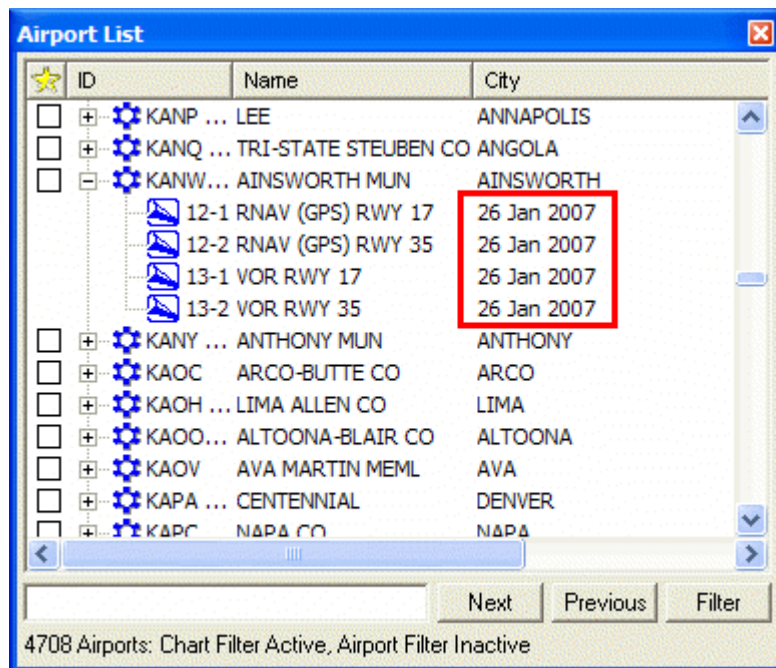 Airport List
ID Name City
KANP ... LEE ANNAPOLIS
KANQ ... TRI-STATE STEUBEN CO ANGOLA
KANW... AINSWORTH MUN AINSWORTH
12-1 RNAV (GPS) RWY 17 26 Jan 2007
12-2 RNAV (GPS) RWY 35 26 Jan 2007
13-1 VOR RWY 17 26 Jan 2007
13-2 VOR RWY 35 26 Jan 2007
KANY ... ANTHONY MUN ANTHONY
KAOC ARCO-BUTTE CO ARCO
KAOH ... LIMA ALLEN CO LIMA
KAOO... ALTOONA-BLAIR CO ALTOONA
KAOV AVA MARTIN MEML AVA
KAPA ... CENTENNIAL DENVER
KAPC NAPA CO NAPA
Next Previous Filter
4708 Airports: Chart Filter Active, Airport Filter Inactive